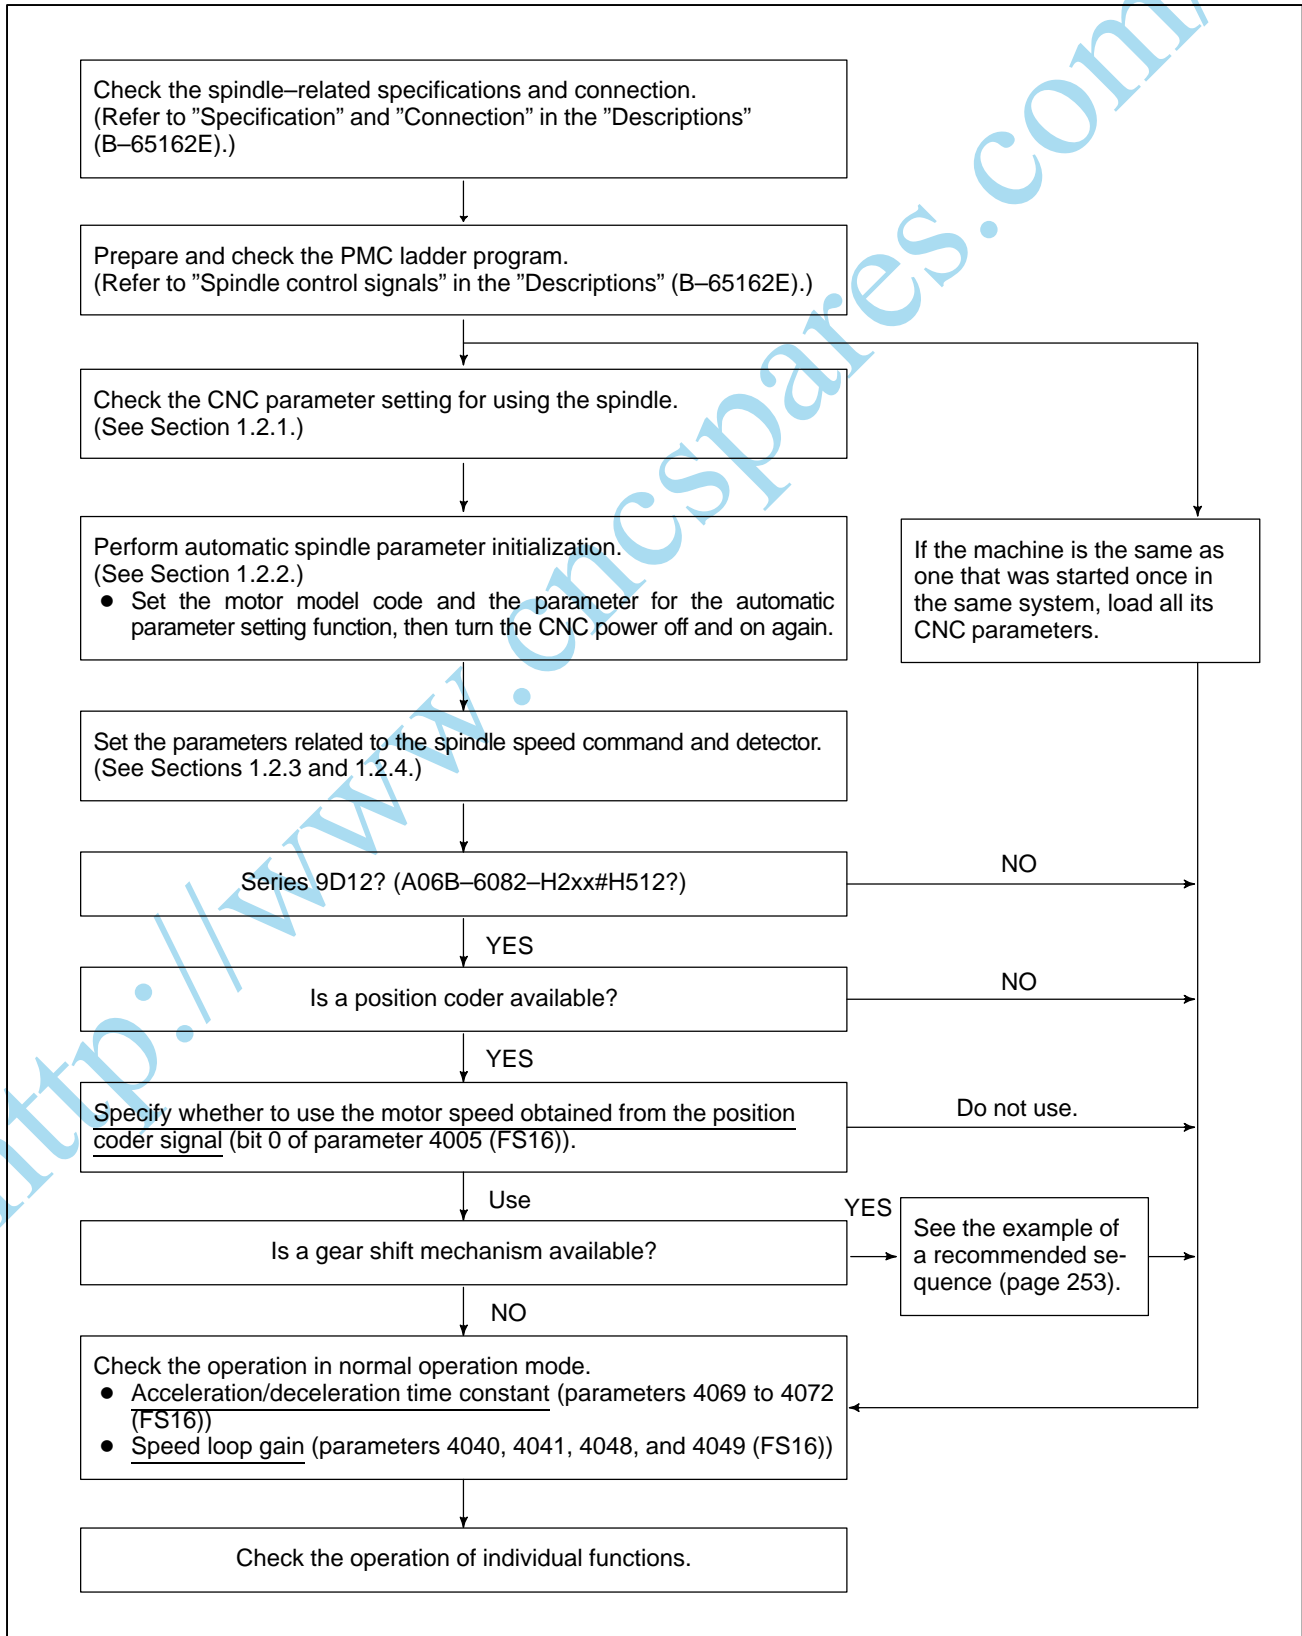 Check the spindle–related specifications and connection.
(Refer to ”Specification” and ”Connection” in the ”Descriptions”
(B–65162E).)
Prepare and check the PMC ladder program.
(Refer to ”Spindle control signals” in the ”Descriptions” (B–65162E).)
Check the CNC parameter setting for using the spindle.
(See Section 1.2.1.)
Perform automatic spindle parameter initialization.
(See Section 1.2.2.)
● Set the motor model code and the parameter for the automatic
parameter setting function, then turn the CNC power off and on again.
If the machine is the same as
one that was started once in
the same system, load all its
CNC parameters.
Set the parameters related to the spindle speed command and detector.
(See Sections 1.2.3 and 1.2.4.)
Series 9D12? (A06B–6082–H2xx#H512?)
NO
YES
Is a position coder available?
NO
YES
Specify whether to use the motor speed obtained from the position
coder signal (bit 0 of parameter 4005 (FS16)).
Do not use.
Use
Is a gear shift mechanism available?
YES
See the example of
a recommended se-
quence (page 253).
NO
Check the operation in normal operation mode.
● Acceleration/deceleration time constant (parameters 4069 to 4072
(FS16))
● Speed loop gain (parameters 4040, 4041, 4048, and 4049 (FS16))
Check the operation of individual functions.
http://www.cncspares.com/